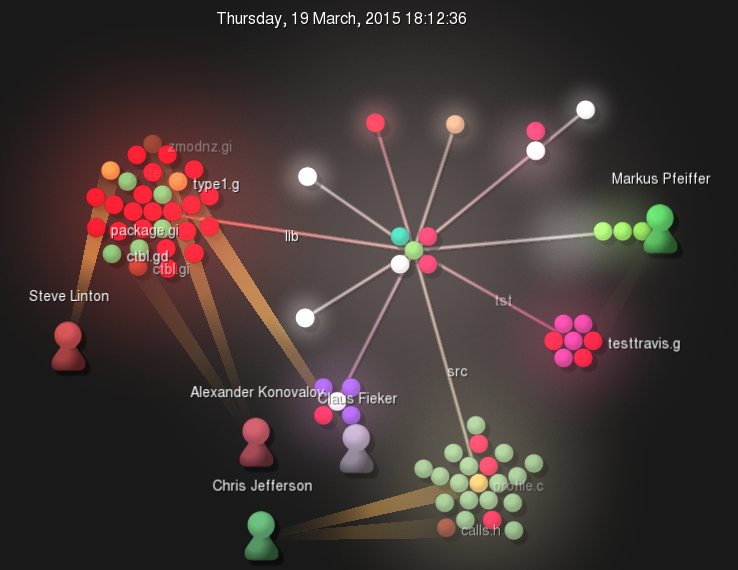 Thursday, 19 March, 2015 18:12:36
zmodnz.gi
type1.g
Markus Pfeiffer
package.gi
lib
ctbl.gd
ctbl.gi
Steve Linton
tst
testtravis.g
src
Alexander Konovalov
Claus Fieker
Chris Jefferson
profile.c
calls.h